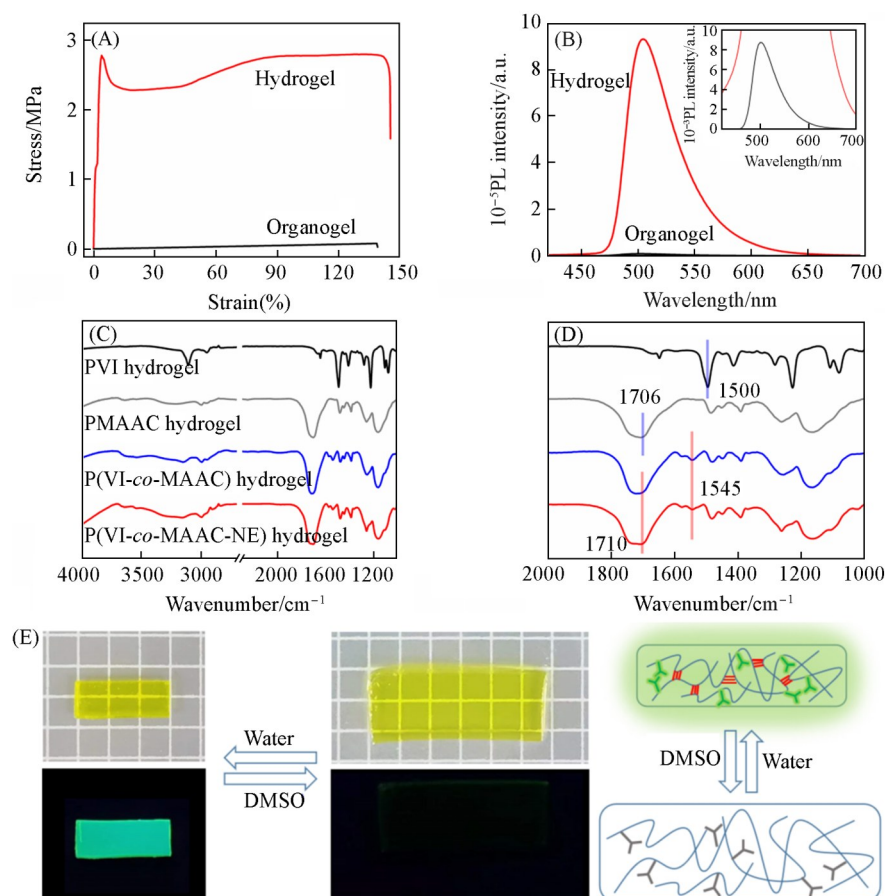 (A)
3
2
1
0
Stress/MPa
Hydrogel
Organogel
0 30 60 90 120 150
Strain(%)
(B)
10
8
6
4
2
0
10⁻⁵PL intensity/a.u.
Hydrogel
Organogel
450 500 550 600 650 700
Wavelength/nm
10
8
6
4
2
0
10⁻³PL intensity/a.u.
500 600 700
Wavelength/nm
(C)
PVI hydrogel
PMAAC hydrogel
P(VI-co-MAAC) hydrogel
P(VI-co-MAAC-NE) hydrogel
4000 3500 3000 2000 1600 1200
Wavenumber/cm⁻¹
(D)
1706
1500
1545
1710
2000 1800 1600 1400 1200 1000
Wavenumber/cm⁻¹
(E)
Water
DMSO
DMSO
Water